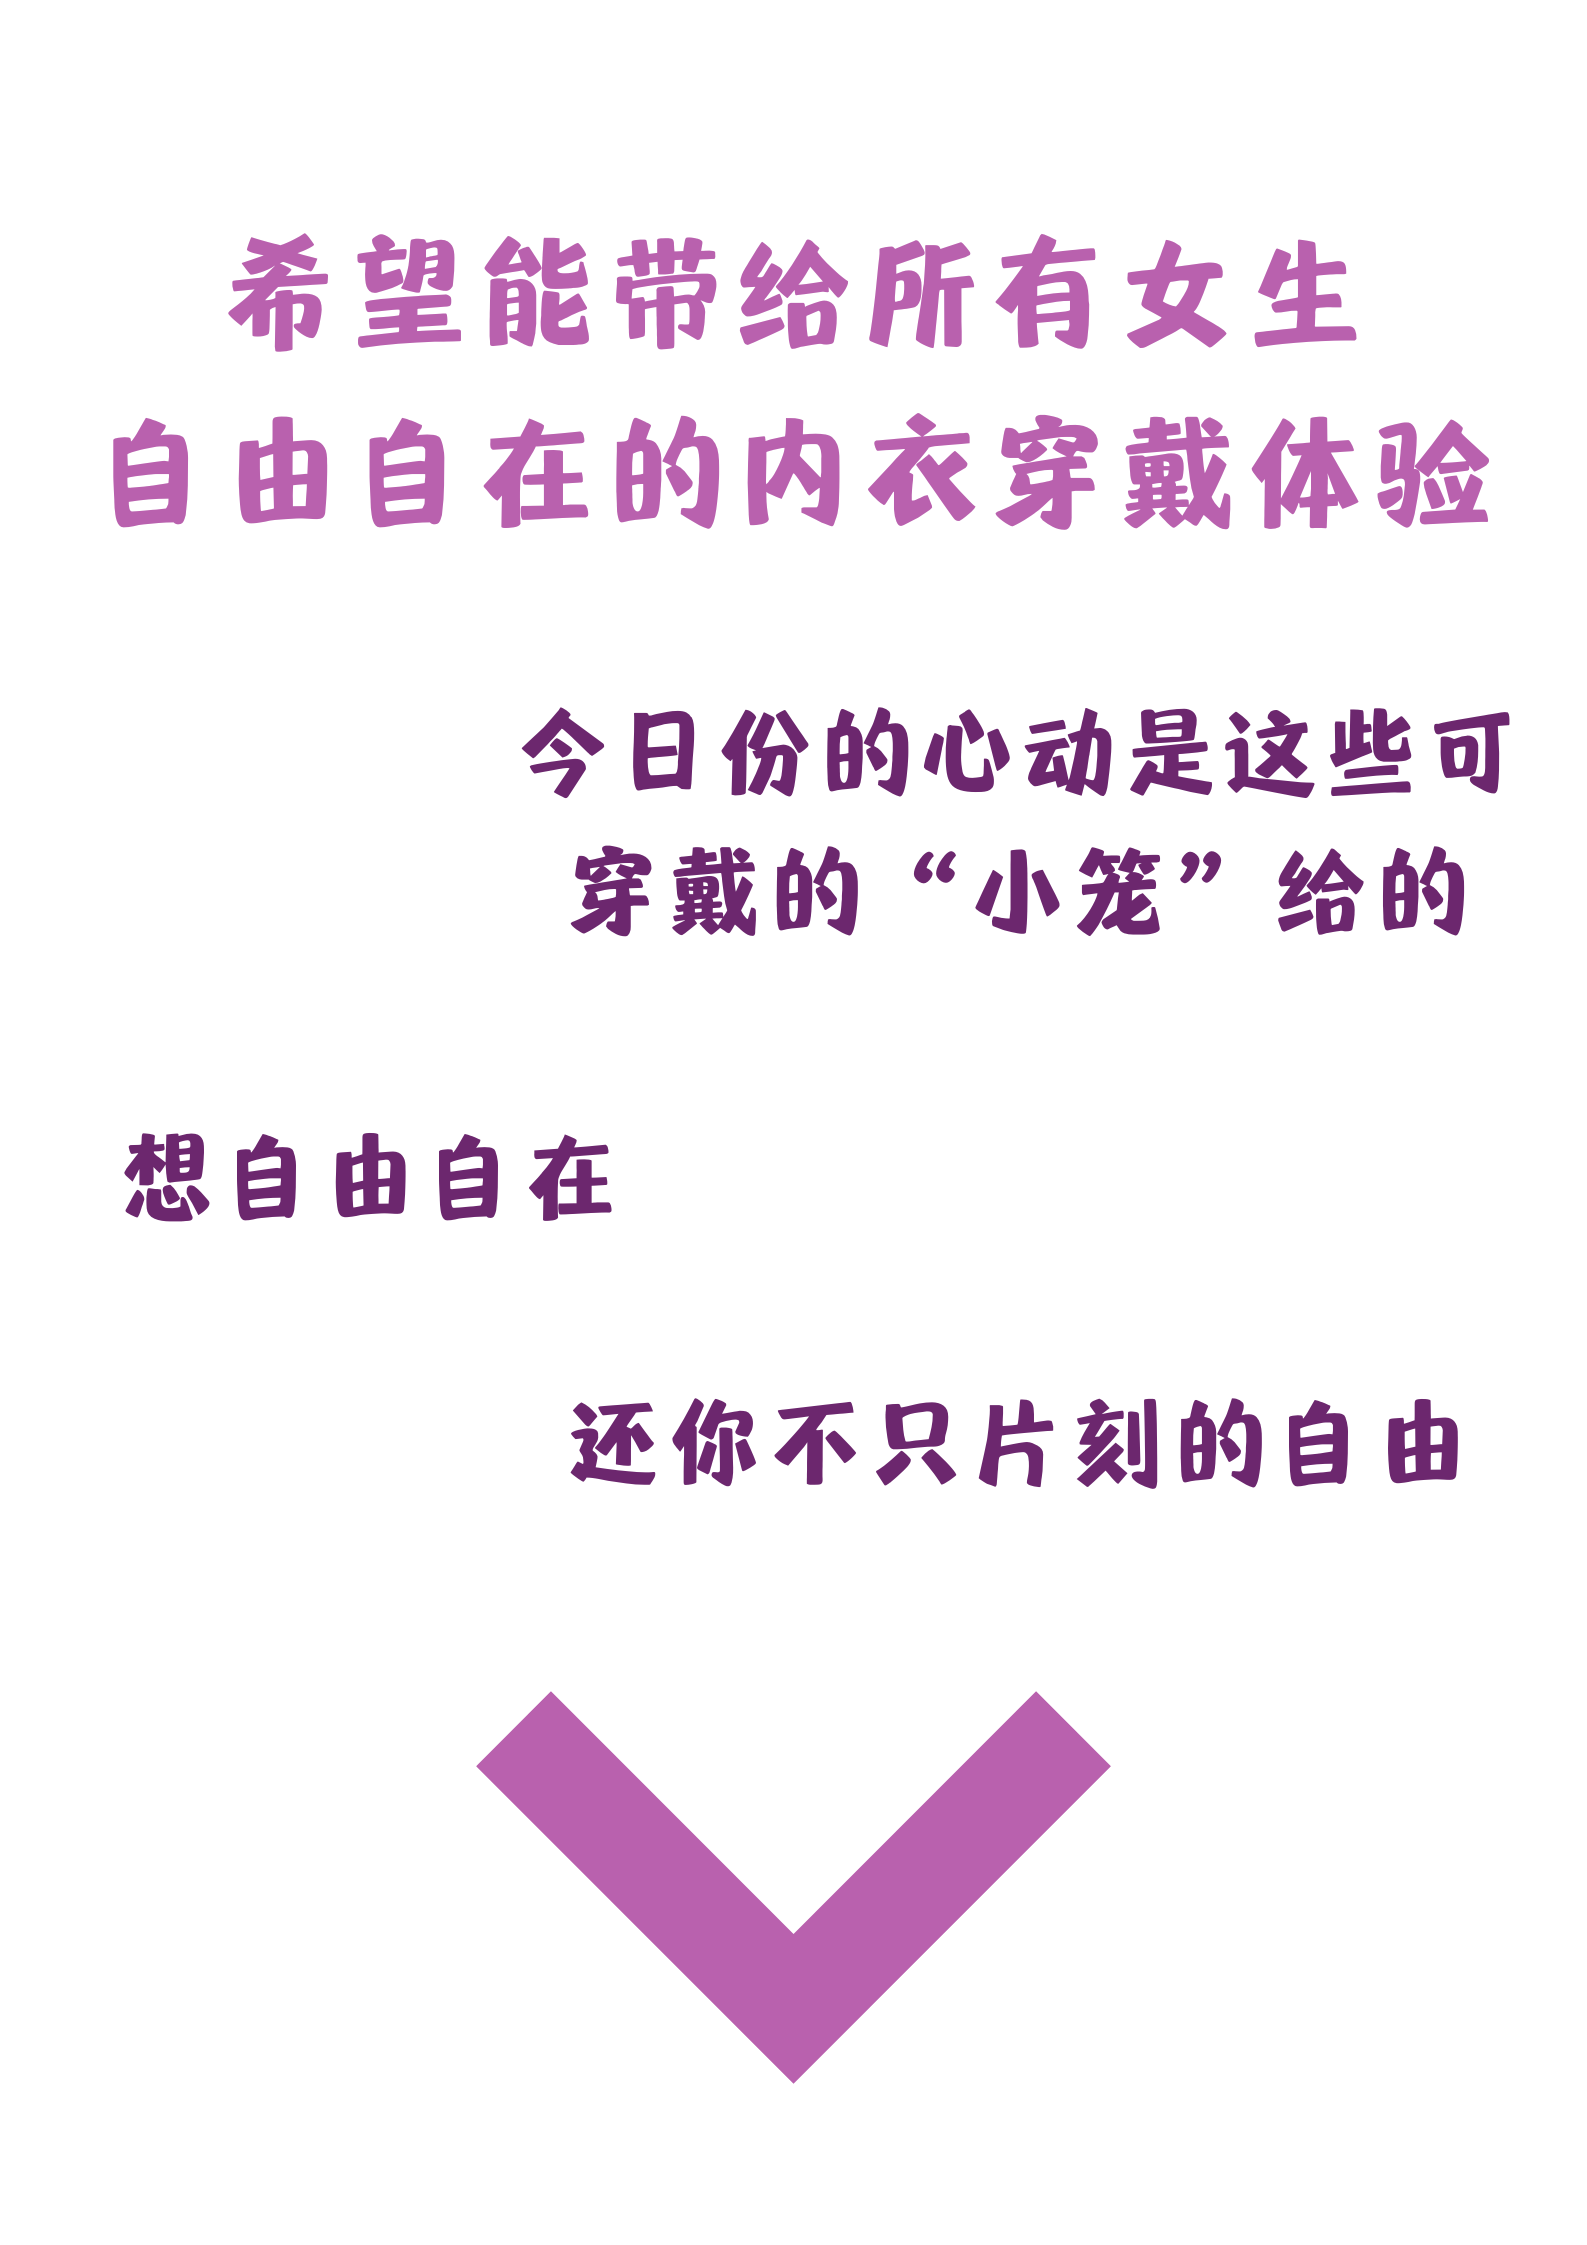 希望能带给所有女生
自由自在的内衣穿戴体验
今日份的心动是这些可
穿戴的“小笼”给的
想自由自在
还你不只片刻的自由